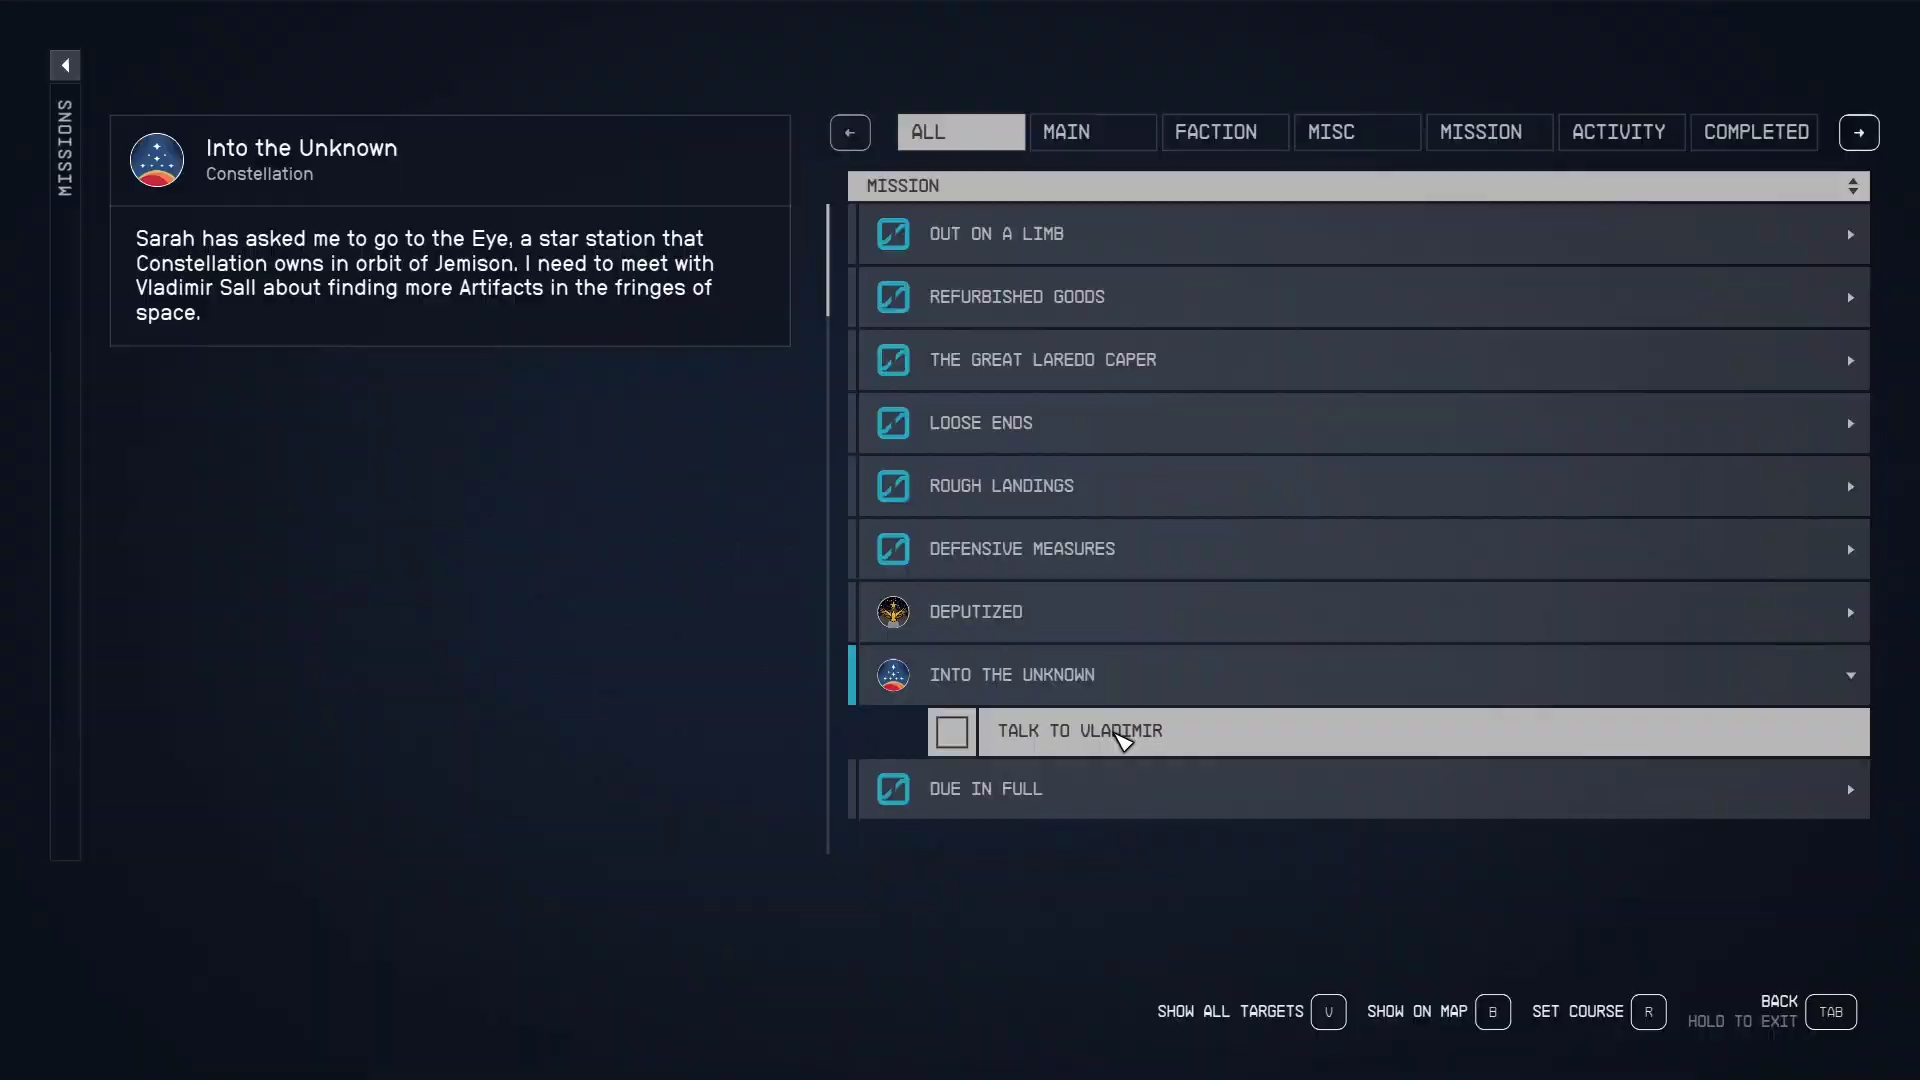 MISSIONS
Into the Unknown
Constellation
Sarah has asked me to go to the Eye, a star station that
Constellation owns in orbit of Jemison. I need to meet with
Vladimir Sall about finding more Artifacts in the fringes of
space.
← ALL MAIN FACTION MISC MISSION ACTIVITY COMPLETED →
MISSION
OUT ON A LIMB
REFURBISHED GOODS
THE GREAT LAREDO CAPER
LOOSE ENDS
ROUGH LANDINGS
DEFENSIVE MEASURES
DEPUTIZED
INTO THE UNKNOWN
TALK TO VLADIMIR
DUE IN FULL
SHOW ALL TARGETS V SHOW ON MAP B SET COURSE R BACK TAB
HOLD TO EXIT